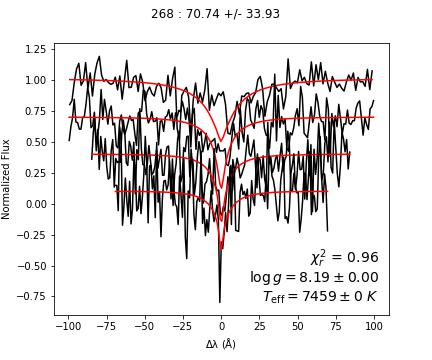 268 : 70.74 +/- 33.93
Normalized Flux
1.25
1.00
0.75
0.50
0.25
0.00
−0.25
−0.50
−0.75
χ²ᵣ = 0.96
log g = 8.19 ± 0.00
T_eff = 7459 ± 0 K
−100 −75 −50 −25 0 25 50 75 100
Δλ (Å)